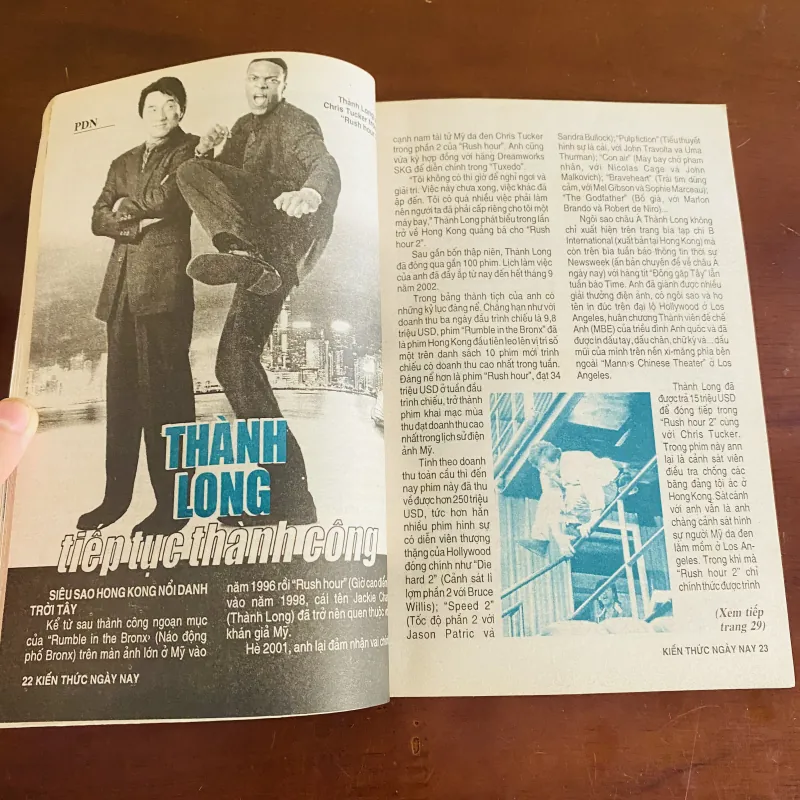 PDN
Thành Long
Chris Tucker
"Rush hour
THÀNH
LONG
tiếp tục thành công
SIÊU SAO HONG KONG NỔI DANH
TRỜI TÂY
Kể từ sau thành công ngoạn mục
của "Rumble in the Bronx› (Náo động
phố Bronx) trên màn ảnh lớn ở Mỹ vào
năm 1996 rồi "Rush hour" (Giờ cao điểm
vào năm 1998, cái tên Jackie Cha
(Thành Long) đã trở nên quen thuộc
khán giả Mỹ.
Hè 2001, anh lại đảm nhận vai chín
22 KIẾN THỨC NGÀY NAY
cạnh nam tài tử Mỹ da đen Chris Tucker
trong phần 2 của "Rush hour". Anh cũng
vừa ký hợp đồng với hãng Dreamworks
SKG để diễn chính trong "Tuxedo".
"Tôi không có thì giờ để nghỉ ngơi và
giải trí. Việc này chưa xong, việc khác đã
ập đến. Tôi có quá nhiều việc phải làm
nên người ta đã phải cấp riêng cho tôi một
máy bay," Thành Long phát biểu trong lần
trở về Hong Kong quảng bá cho "Rush
hour 2".
Sau gần bốn thập niên, Thành Long
đã đóng qua gần 100 phim. Lịch làm việc
của anh đã đầy ắp từ nay đến hết tháng 9
năm 2002.
Trong bảng thành tích của anh có
những kỷ lục đáng nể. Chẳng hạn như với
doanh thu ba ngày đầu trình chiếu là 9,8
triệu USD, phim "Rumble in the Bronx" đã
là phim Hong Kong đầu tiên leo lên vị trí số
một trên danh sách 10 phim mới trình
chiếu có doanh thu cao nhất trong tuần.
Đáng nể hơn là phim "Rush hour", đạt 34
triệu USD ở tuần đầu
trình chiếu, trở thành
phim khai mạc mùa
thu đạt doanh thu cao
nhất trong lịch sử điện
ảnh Mỹ.
Tính theo doanh
thu toàn cầu thì đến
nay phim này đã thu
về được hơn 250 triệu
USD, tức hơn hẳn
nhiều phim hình sự
có diễn viên thượng
thặng của Hollywood
đóng chính như "Die
hard 2" (Cảnh sát lì
lợm phần 2 với Bruce
Willis); "Speed 2"
(Tốc độ phần 2 với
Jason Patric và
Sandra Bullock); "Pulp fiction" (Tiểu thuyết
hình sự lá cải, với John Travolta và Uma
Thurman); "Con air" (Máy bay chở phạm
nhân, với Nicolas Cage và John
Malkovich); "Braveheart" (Trái tim dũng
cảm, với Mel Gibson và Sophie Marceau);
"The Godfather" (Bố già, với Marlon
Brando và Robert de Niro)...
Ngôi sao châu Á Thành Long không
chỉ xuất hiện trên trang bìa tạp chí B
International (xuất bản tại Hong Kong) mà
còn trên bìa tuần báo thông tin thời sự
Newsweek (ấn bản chuyên đề về châu Á
ngày nay) với hàng tít "Đông gặp Tây" lẫn
tuần báo Time. Anh đã giành được nhiều
giải thưởng điện ảnh, có ngôi sao và họ
tên in đúc trên đại lộ Hollywood ở Los
Angeles, huân chương Thành viên đế chế
Anh (MBE) của triều đình Anh quốc và đã
được in dấu tay, dấu chân, chữ ký và... dấu
mũi của mình trên nền xi-măng phía bên
ngoài "Mann›s Chinese Theater" ở Los
Angeles.
Thành Long đã
được trả 15 triệu USD
để đóng tiếp trong
"Rush hour 2" cùng
với Chris Tucker.
Trong phim này anh
lại là cảnh sát viên
điều tra chống các
băng đảng tội ác ở
Hong Kong. Sát cánh
với anh vẫn là anh
chàng cảnh sát hình
sự người Mỹ da đen
lắm mồm ở Los An-
geles. Trong khi mà
"Rush hour 2" chỉ
chính thức được trình
(Xem tiếp
trang 29)
KIẾN THỨC NGÀY NAY 23